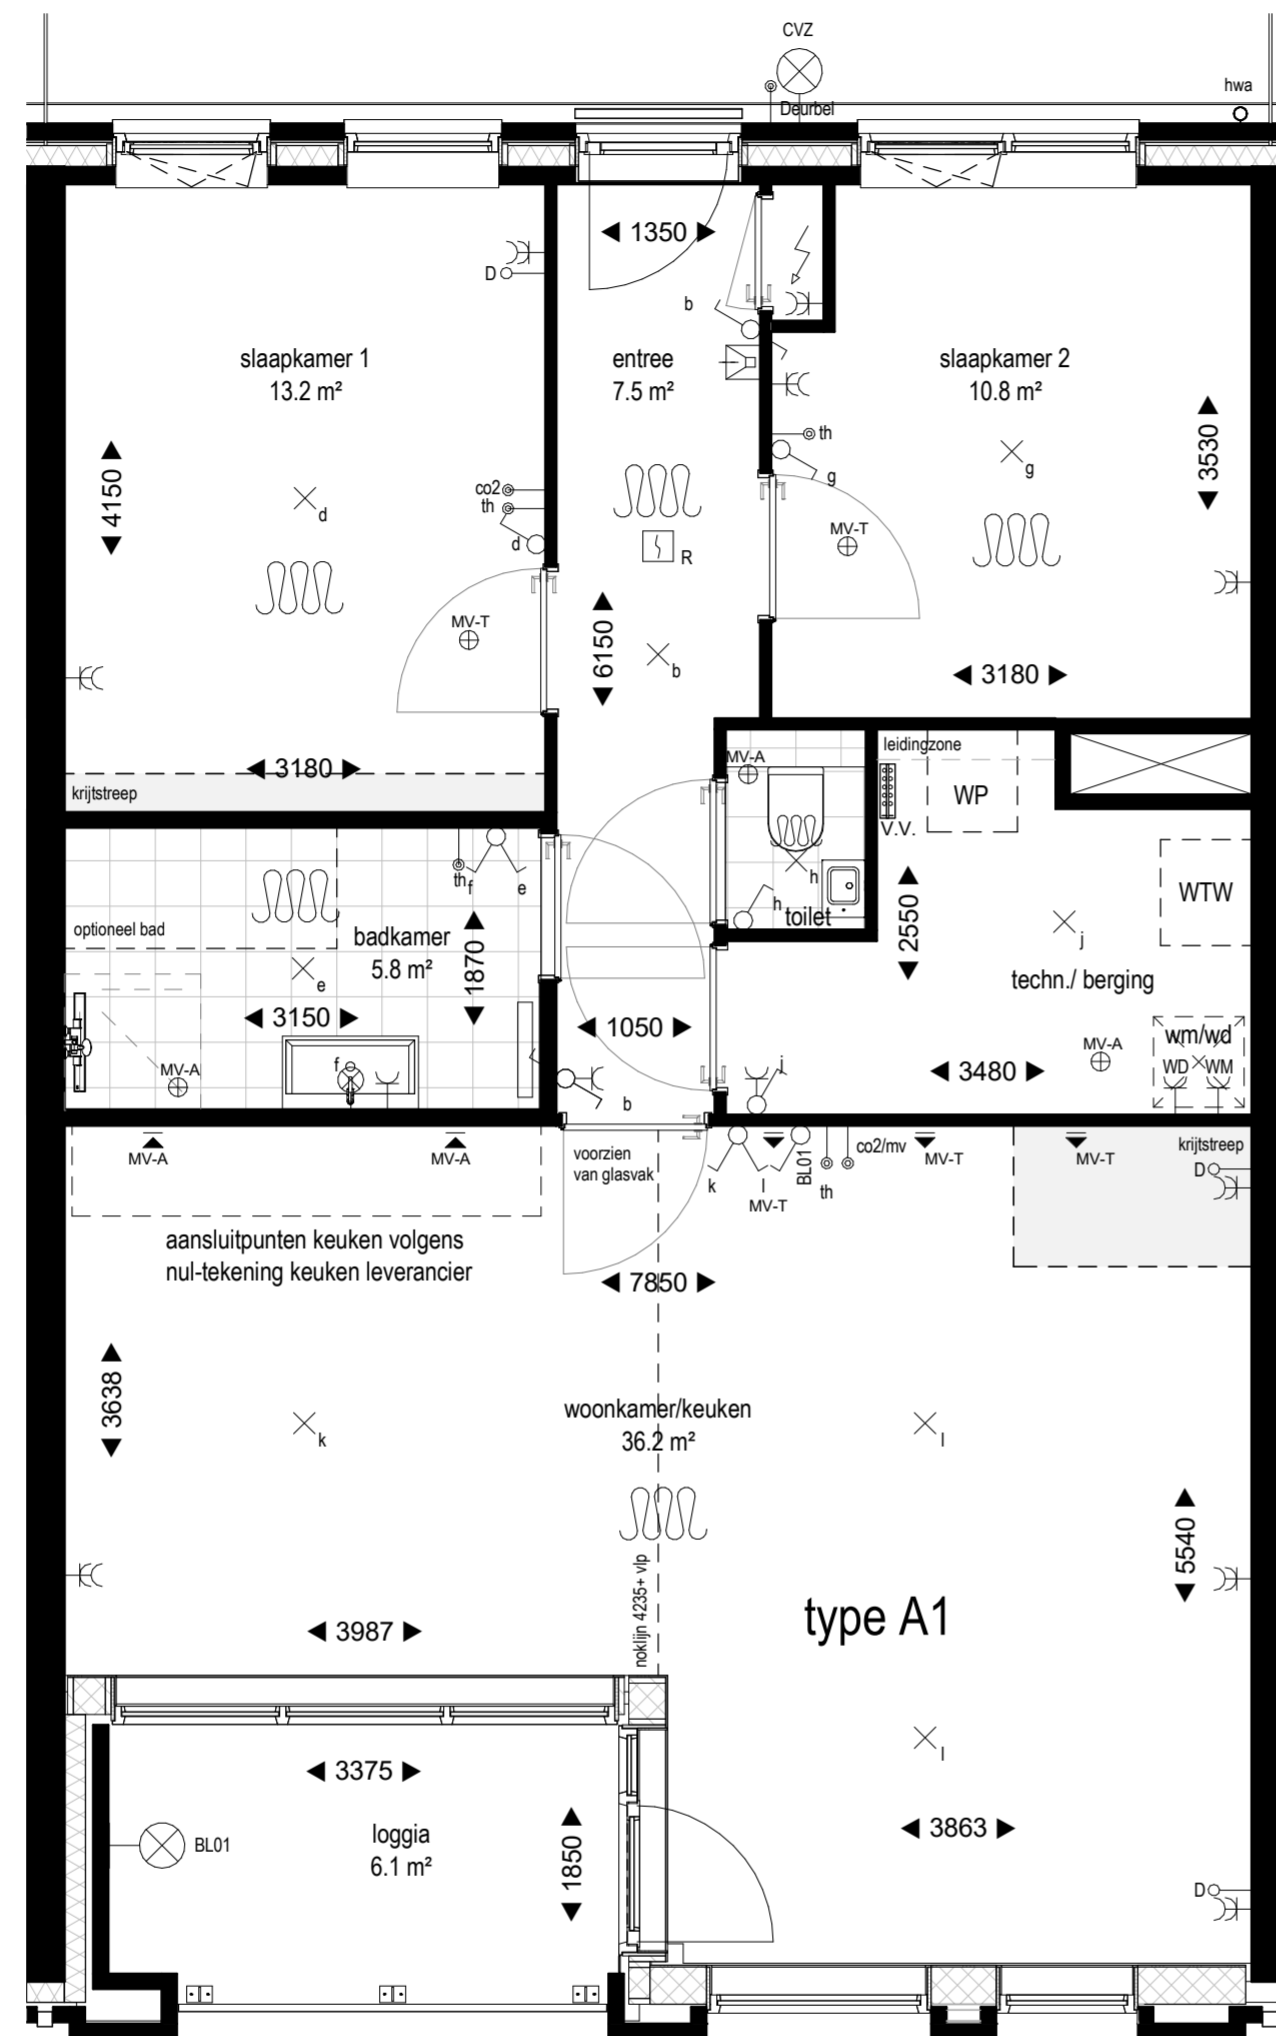 CVZ
Deurbel
hwa
1350
D
b
slaapkamer 1
13.2 m²
entree
7.5 m²
slaapkamer 2
10.8 m²
th
g
g
3530
4150
d
co2
th
d
R
MV-T
MV-T
6150
b
3180
3180
krijtstreep
MV-A
leidingzone
WP
V.V.
h
h
toilet
WTW
2550
j
techn./ berging
th
f
e
optioneel bad
badkamer
5.8 m²
1870
e
3150
f
MV-A
1050
j
b
3480
MV-A
wm/wd
WD
WM
MV-A
MV-A
voorzien
van glasvak
k
l
MV-T
BL01
th
co2/mv
MV-T
MV-T
krijtstreep
D
aansluitpunten keuken volgens
nul-tekening keuken leverancier
7850
3638
woonkamer/keuken
36.2 m²
k
l
5540
noklijn 4235+ vlp
type A1
3987
l
3375
loggia
6.1 m²
BL01
1850
3863
D